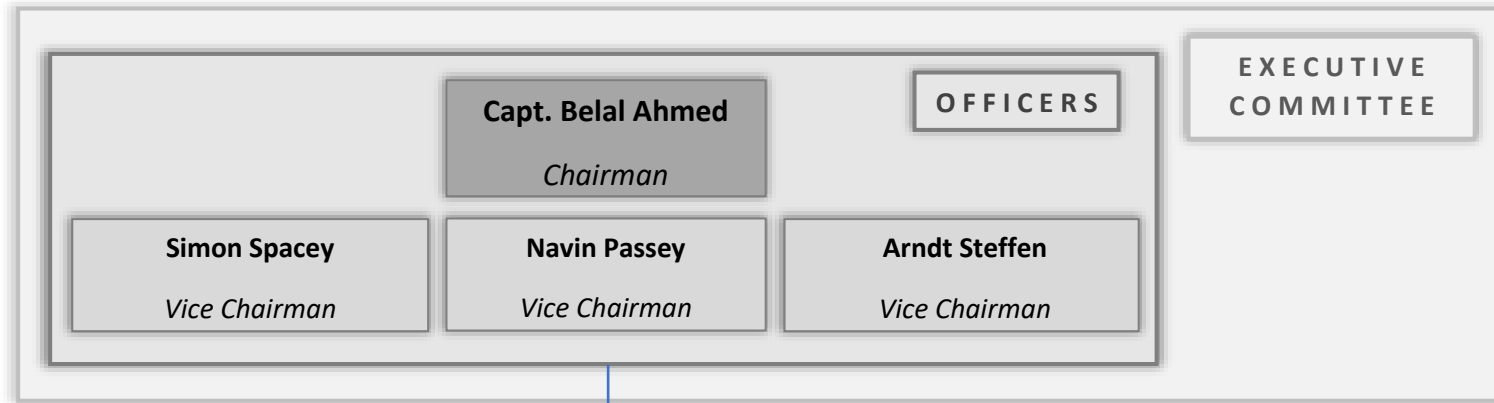 EXECUTIVE
COMMITTEE
OFFICERS
Capt. Belal Ahmed
Chairman
Simon Spacey
Vice Chairman
Navin Passey
Vice Chairman
Arndt Steffen
Vice Chairman